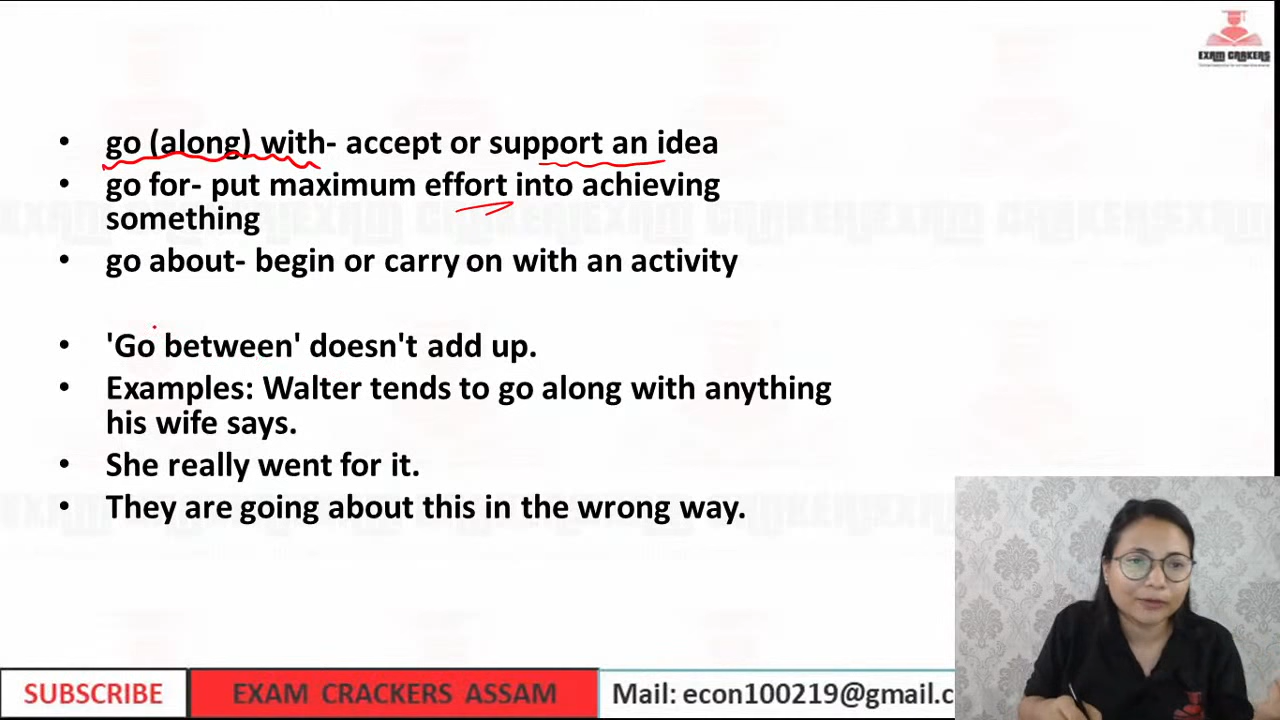 EXAM CRAKERS
• go (along) with- accept or support an idea
• go for- put maximum effort into achieving
something
• go about- begin or carry on with an activity
• 'Go between' doesn't add up.
• Examples: Walter tends to go along with anything
his wife says.
• She really went for it.
• They are going about this in the wrong way.
SUBSCRIBE
EXAM CRACKERS ASSAM
Mail: econ100219@gmail.c